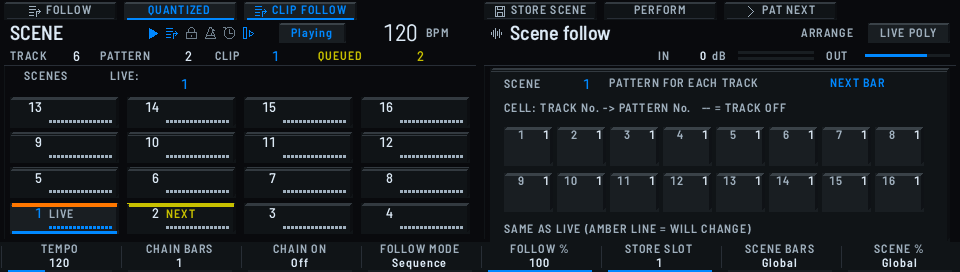 FOLLOW QUANTIZED CLIP FOLLOW STORE SCENE PERFORM PAT NEXT
SCENE Playing 120 BPM Scene follow ARRANGE LIVE POLY
IN 0 dB OUT
TRACK 6 PATTERN 2 CLIP 1 QUEUED 2
SCENES LIVE: 1
SCENE 1 PATTERN FOR EACH TRACK NEXT BAR
CELL: TRACK No. -> PATTERN No. -- = TRACK OFF
13 14 15 16
9 10 11 12
5 6 7 8
1 LIVE 2 NEXT 3 4
1 1 2 1 3 1 4 1 5 1 6 1 7 1 8 1
9 1 10 1 11 1 12 1 13 1 14 1 15 1 16 1
SAME AS LIVE (AMBER LINE = WILL CHANGE)
TEMPO CHAIN BARS CHAIN ON FOLLOW MODE FOLLOW % STORE SLOT SCENE BARS SCENE %
120 1 Off Sequence 100 1 Global Global